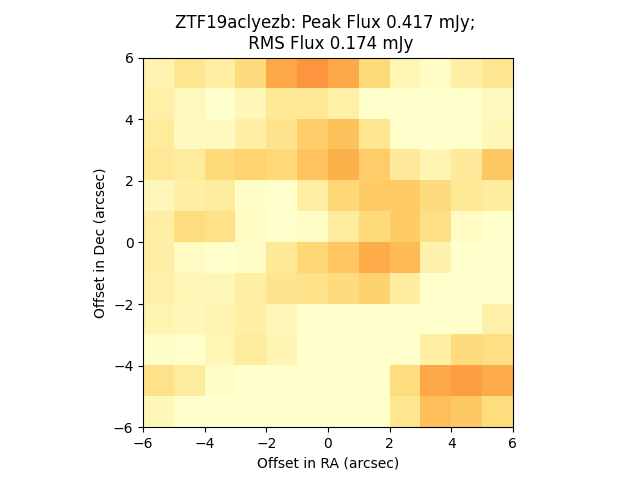 ZTF19aclyezb: Peak Flux 0.417 mJy;
RMS Flux 0.174 mJy
6
4
2
0
−2
−4
−6
Offset in Dec (arcsec)
−6 −4 −2 0 2 4 6
Offset in RA (arcsec)